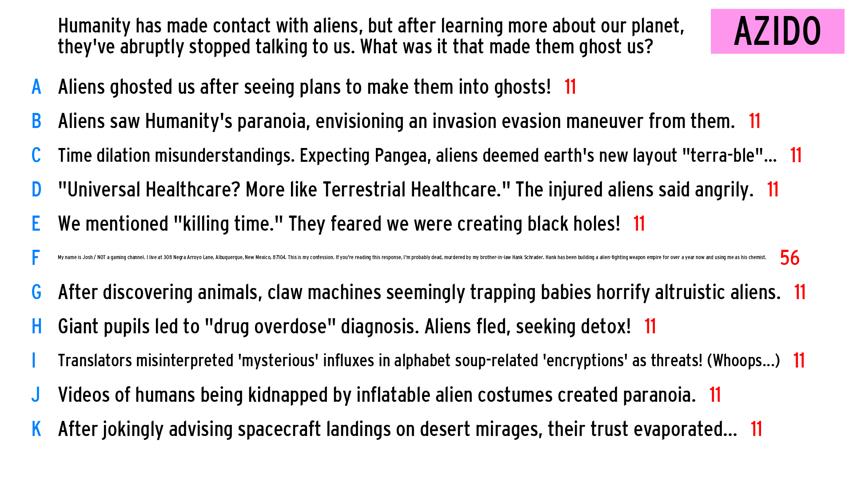 Humanity has made contact with aliens, but after learning more about our planet,
they've abruptly stopped talking to us. What was it that made them ghost us?
AZIDO
A Aliens ghosted us after seeing plans to make them into ghosts! 11
B Aliens saw Humanity's paranoia, envisioning an invasion evasion maneuver from them. 11
C Time dilation misunderstandings. Expecting Pangea, aliens deemed earth's new layout "terra-ble"... 11
D "Universal Healthcare? More like Terrestrial Healthcare." The injured aliens said angrily. 11
E We mentioned "killing time." They feared we were creating black holes! 11
F My name is Josh / NOT a gaming channel. I live at 308 Negra Arroyo Lane, Albuquerque, New Mexico, 87104. This is my confession. If you're reading this response, I'm probably dead, murdered by my brother-in-law Hank Schrader. Hank has been building a alien-fighting weapon empire for over a year now and using me as his chemist. 56
G After discovering animals, claw machines seemingly trapping babies horrify altruistic aliens. 11
H Giant pupils led to "drug overdose" diagnosis. Aliens fled, seeking detox! 11
I Translators misinterpreted 'mysterious' influxes in alphabet soup-related 'encryptions' as threats! (Whoops...) 11
J Videos of humans being kidnapped by inflatable alien costumes created paranoia. 11
K After jokingly advising spacecraft landings on desert mirages, their trust evaporated... 11